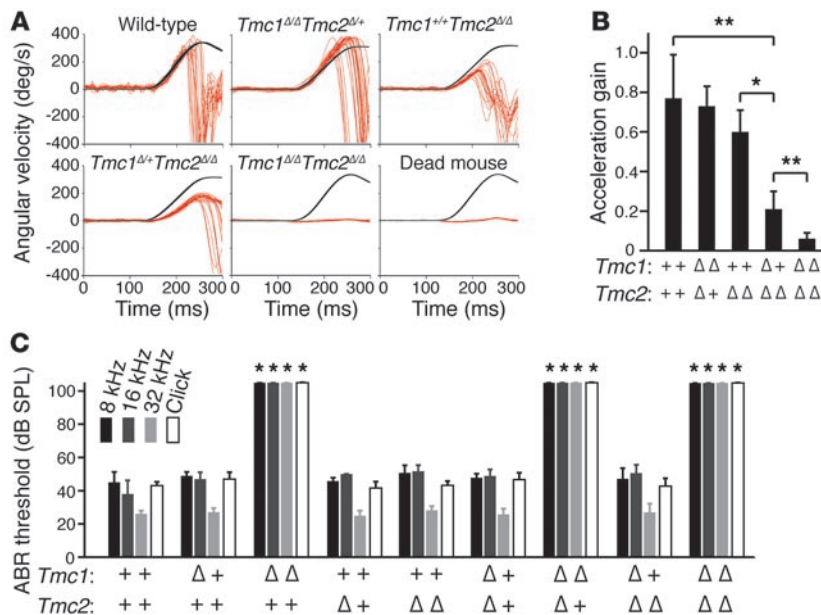 A
Wild-type
Tmc1Δ/ΔTmc2Δ/+
Tmc1+/+Tmc2Δ/Δ
Angular velocity (deg/s)
400
200
0
-200
400
Tmc1Δ/+Tmc2Δ/Δ
Tmc1Δ/ΔTmc2Δ/Δ
Dead mouse
200
0
-200
-400
0 100 200 300 0 100 200 300 0 100 200 300
Time (ms) Time (ms) Time (ms)
B
**
*
**
Acceleration gain
1.0
0.8
0.6
0.4
0.2
0
Tmc1: + + Δ Δ + + Δ + Δ Δ
Tmc2: + + Δ + Δ Δ Δ Δ Δ Δ
C
8 kHz
16 kHz
32 kHz
Click
* * * * * * * * * * * *
ABR threshold (dB SPL)
100
80
60
40
20
0
Tmc1: + + Δ + Δ Δ + + + + Δ + Δ Δ Δ + Δ Δ
Tmc2: + + + + + + Δ + Δ Δ Δ + Δ + Δ Δ Δ Δ